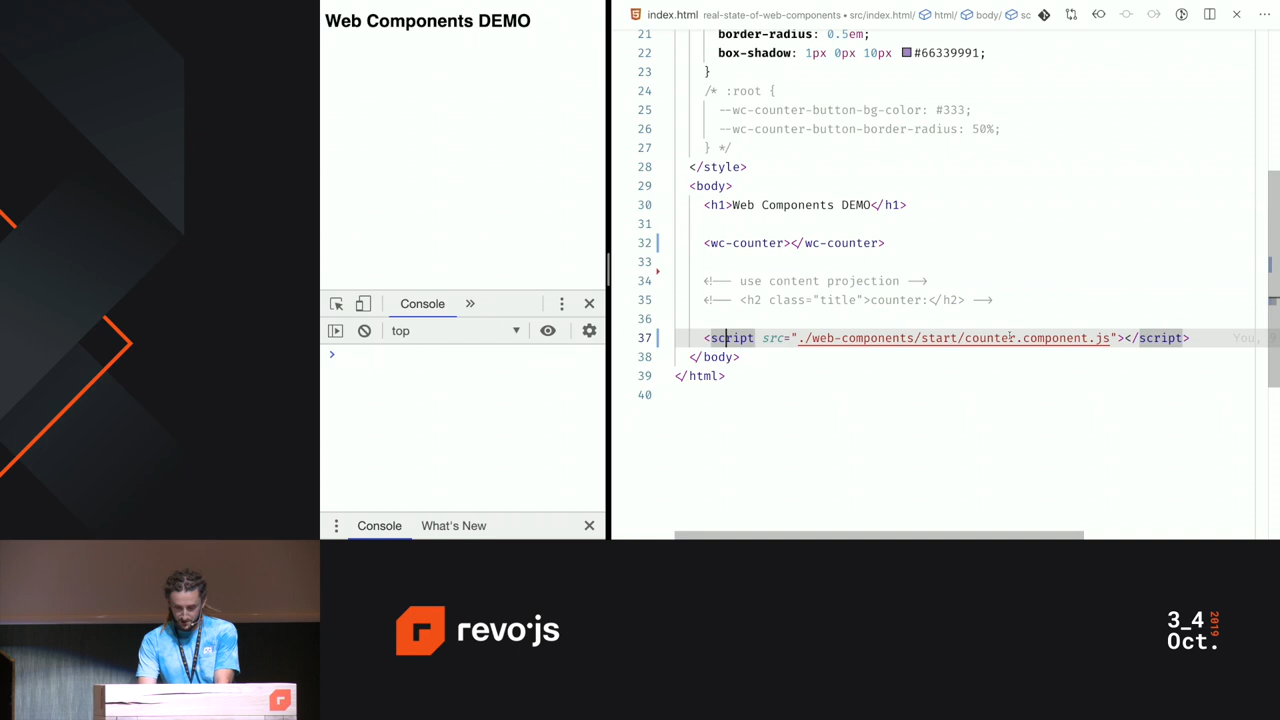 Web Components DEMO
Console
top
Console What's New
index.html real-state-of-web-components • src/index.html/ html/ body/ sc
21 border-radius: 0.5em;
22 box-shadow: 1px 0px 10px #66339991;
23 }
24 /* :root {
25 --wc-counter-button-bg-color: #333;
26 --wc-counter-button-border-radius: 50%;
27 } */
28 </style>
29 <body>
30 <h1>Web Components DEMO</h1>
31
32 <wc-counter></wc-counter>
33
34 <!-- use content projection -->
35 <!-- <h2 class="title">counter:</h2> -->
36
37 <script src="./web-components/start/counter.component.js"></script> You,
38 </body>
39 </html>
40
r revo·js
3_4 2019
Oct.
r